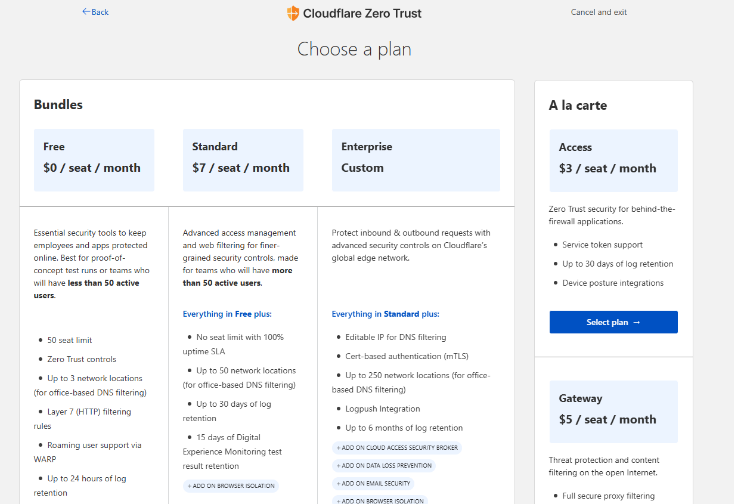 ←Back
Cloudflare Zero Trust
Cancel and exit
Choose a plan
Bundles
Free
$0 / seat / month
Essential security tools to keep
employees and apps protected
online. Best for proof-of-
concept test runs or teams who
will have less than 50 active
users.
• 50 seat limit
• Zero Trust controls
• Up to 3 network locations
(for office-based DNS filtering)
• Layer 7 (HTTP) filtering
rules
• Roaming user support via
WARP
• Up to 24 hours of log
retention
Standard
$7 / seat / month
Advanced access management
and web filtering for finer-
grained security controls, made
for teams who will have more
than 50 active users.
Everything in Free plus:
• No seat limit with 100%
uptime SLA
• Up to 50 network locations
(for office-based DNS filtering)
• Up to 30 days of log
retention
• 15 days of Digital
Experience Monitoring test
result retention
+ ADD ON BROWSER ISOLATION
Enterprise
Custom
Protect inbound & outbound requests with
advanced security controls on Cloudflare's
global edge network.
Everything in Standard plus:
• Editable IP for DNS filtering
• Cert-based authentication (mTLS)
• Up to 250 network locations (for office-
based DNS filtering)
• Logpush Integration
• Up to 6 months of log retention
+ ADD ON CLOUD ACCESS SECURITY BROKER
+ ADD ON DATA LOSS PREVENTION
+ ADD ON EMAIL SECURITY
+ ADD ON BROWSER ISOLATION
A la carte
Access
$3 / seat / month
Zero Trust security for behind-the-
firewall applications.
• Service token support
• Up to 30 days of log retention
• Device posture integrations
Select plan →
Gateway
$5 / seat / month
Threat protection and content
filtering on the open Internet.
• Full secure proxy filtering